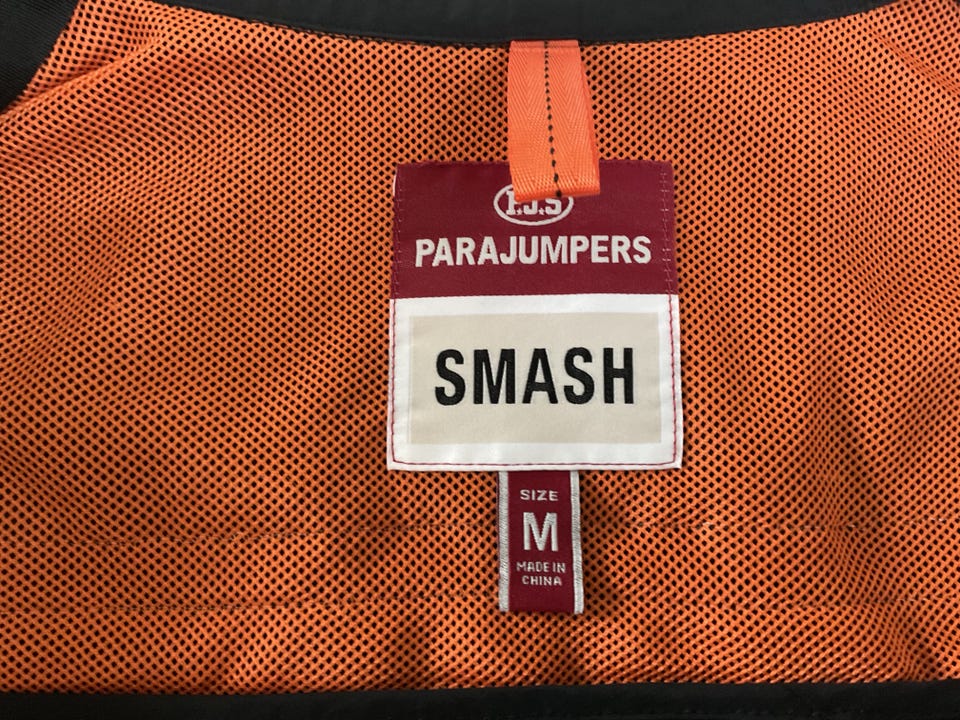 P.J.S
PARAJUMPERS
SMASH
SIZE
M
MADE IN
CHINA